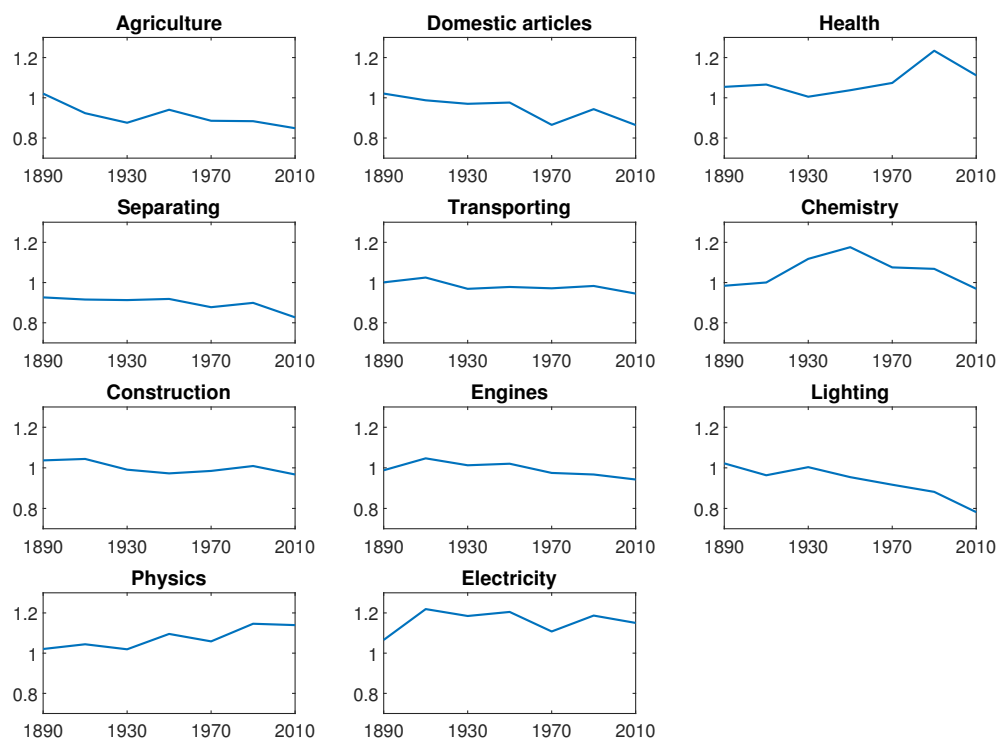 Agriculture Domestic articles Health
1.2 1.2 1.2
1 1 1
0.8 0.8 0.8
1890 1930 1970 2010 1890 1930 1970 2010 1890 1930 1970 2010
Separating Transporting Chemistry
1.2 1.2 1.2
1 1 1
0.8 0.8 0.8
1890 1930 1970 2010 1890 1930 1970 2010 1890 1930 1970 2010
Construction Engines Lighting
1.2 1.2 1.2
1 1 1
0.8 0.8 0.8
1890 1930 1970 2010 1890 1930 1970 2010 1890 1930 1970 2010
Physics Electricity
1.2 1.2
1 1
0.8 0.8
1890 1930 1970 2010 1890 1930 1970 2010